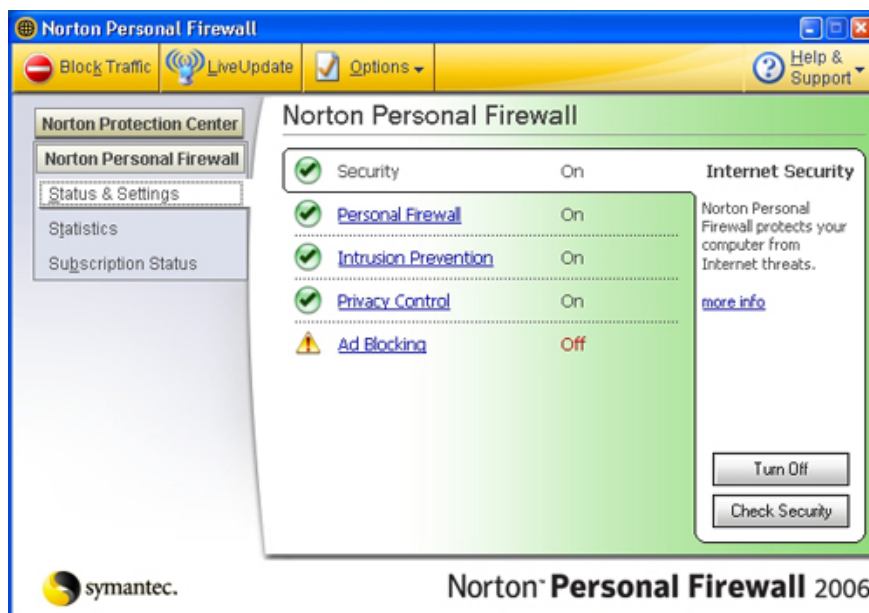 Norton Personal Firewall
Block Traffic LiveUpdate Options Help & Support
Norton Protection Center
Norton Personal Firewall
Status & Settings
Statistics
Subscription Status
Norton Personal Firewall
Security On
Personal Firewall On
Intrusion Prevention On
Privacy Control On
Ad Blocking Off
Internet Security
Norton Personal
Firewall protects your
computer from
Internet threats.
more info
Turn Off
Check Security
symantec.
Norton™ Personal Firewall 2006